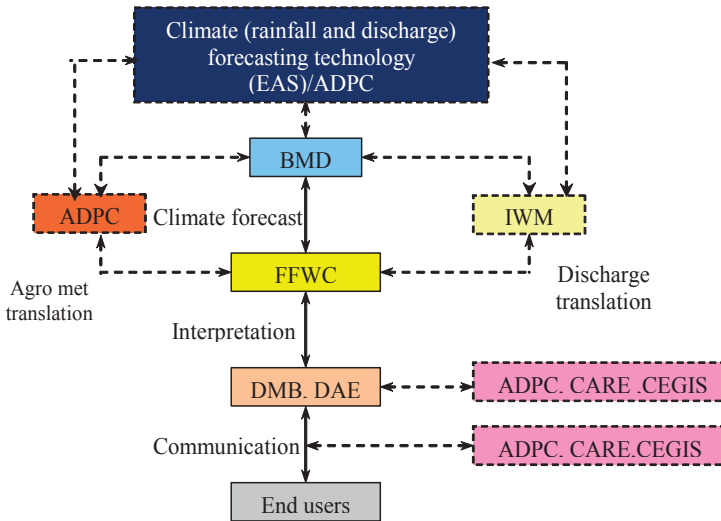 Climate (rainfall and discharge)
forecasting technology
(EAS)/ADPC
BMD
ADPC
Climate forecast
IWM
FFWC
Agro met
translation
Discharge
translation
Interpretation
DMB. DAE
ADPC. CARE .CEGIS
Communication
ADPC. CARE.CEGIS
End users